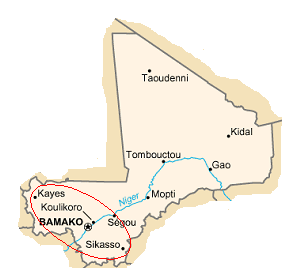 Taoudenni
Kidal
Tombouctou
Gao
Kayes
Niger
Mopti
Koulikoro
BAMAKO
Ségou
Sikasso